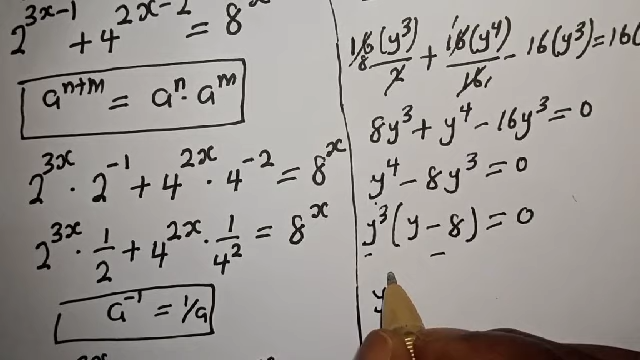 2^{3x-1} + 4^{2x-2} = 8^x
a^{n+m} = a^n · a^m
2^{3x} · 2^{-1} + 4^{2x} · 4^{-2} = 8^x
2^{3x} · 1/2 + 4^{2x} · 1/4^2 = 8^x
a^{-1} = 1/a
16(y^3)/2 + 16(y^4)/16 - 16(y^3) = 16(
8y^3 + y^4 - 16y^3 = 0
y^4 - 8y^3 = 0
y^3(y - 8) = 0